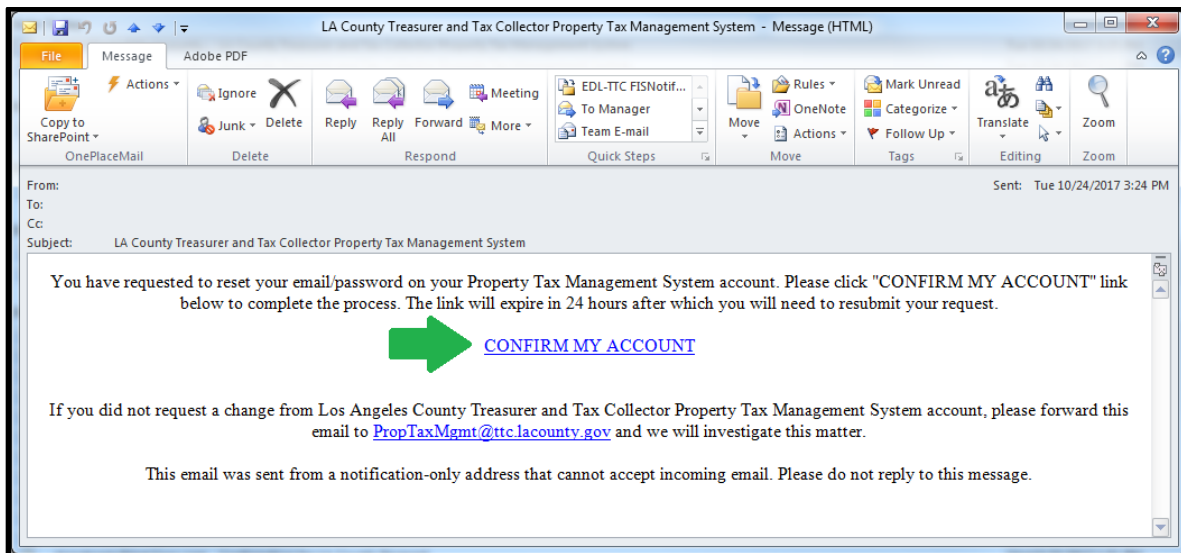 LA County Treasurer and Tax Collector Property Tax Management System - Message (HTML)
File Message Adobe PDF
Copy to SharePoint
Actions
OnePlaceMail
Ignore
Junk
Delete
Delete
Reply
Reply All
Forward
Meeting
More
Respond
EDL-TTC FISNotif...
To Manager
Team E-mail
Quick Steps
Move
Rules
OneNote
Actions
Move
Mark Unread
Categorize
Follow Up
Tags
Translate
Editing
Zoom
Zoom
From:
Sent: Tue 10/24/2017 3:24 PM
To:
Cc:
Subject: LA County Treasurer and Tax Collector Property Tax Management System
You have requested to reset your email/password on your Property Tax Management System account. Please click "CONFIRM MY ACCOUNT" link
below to complete the process. The link will expire in 24 hours after which you will need to resubmit your request.
CONFIRM MY ACCOUNT
If you did not request a change from Los Angeles County Treasurer and Tax Collector Property Tax Management System account, please forward this
email to PropTaxMgmt@ttc.lacounty.gov and we will investigate this matter.
This email was sent from a notification-only address that cannot accept incoming email. Please do not reply to this message.